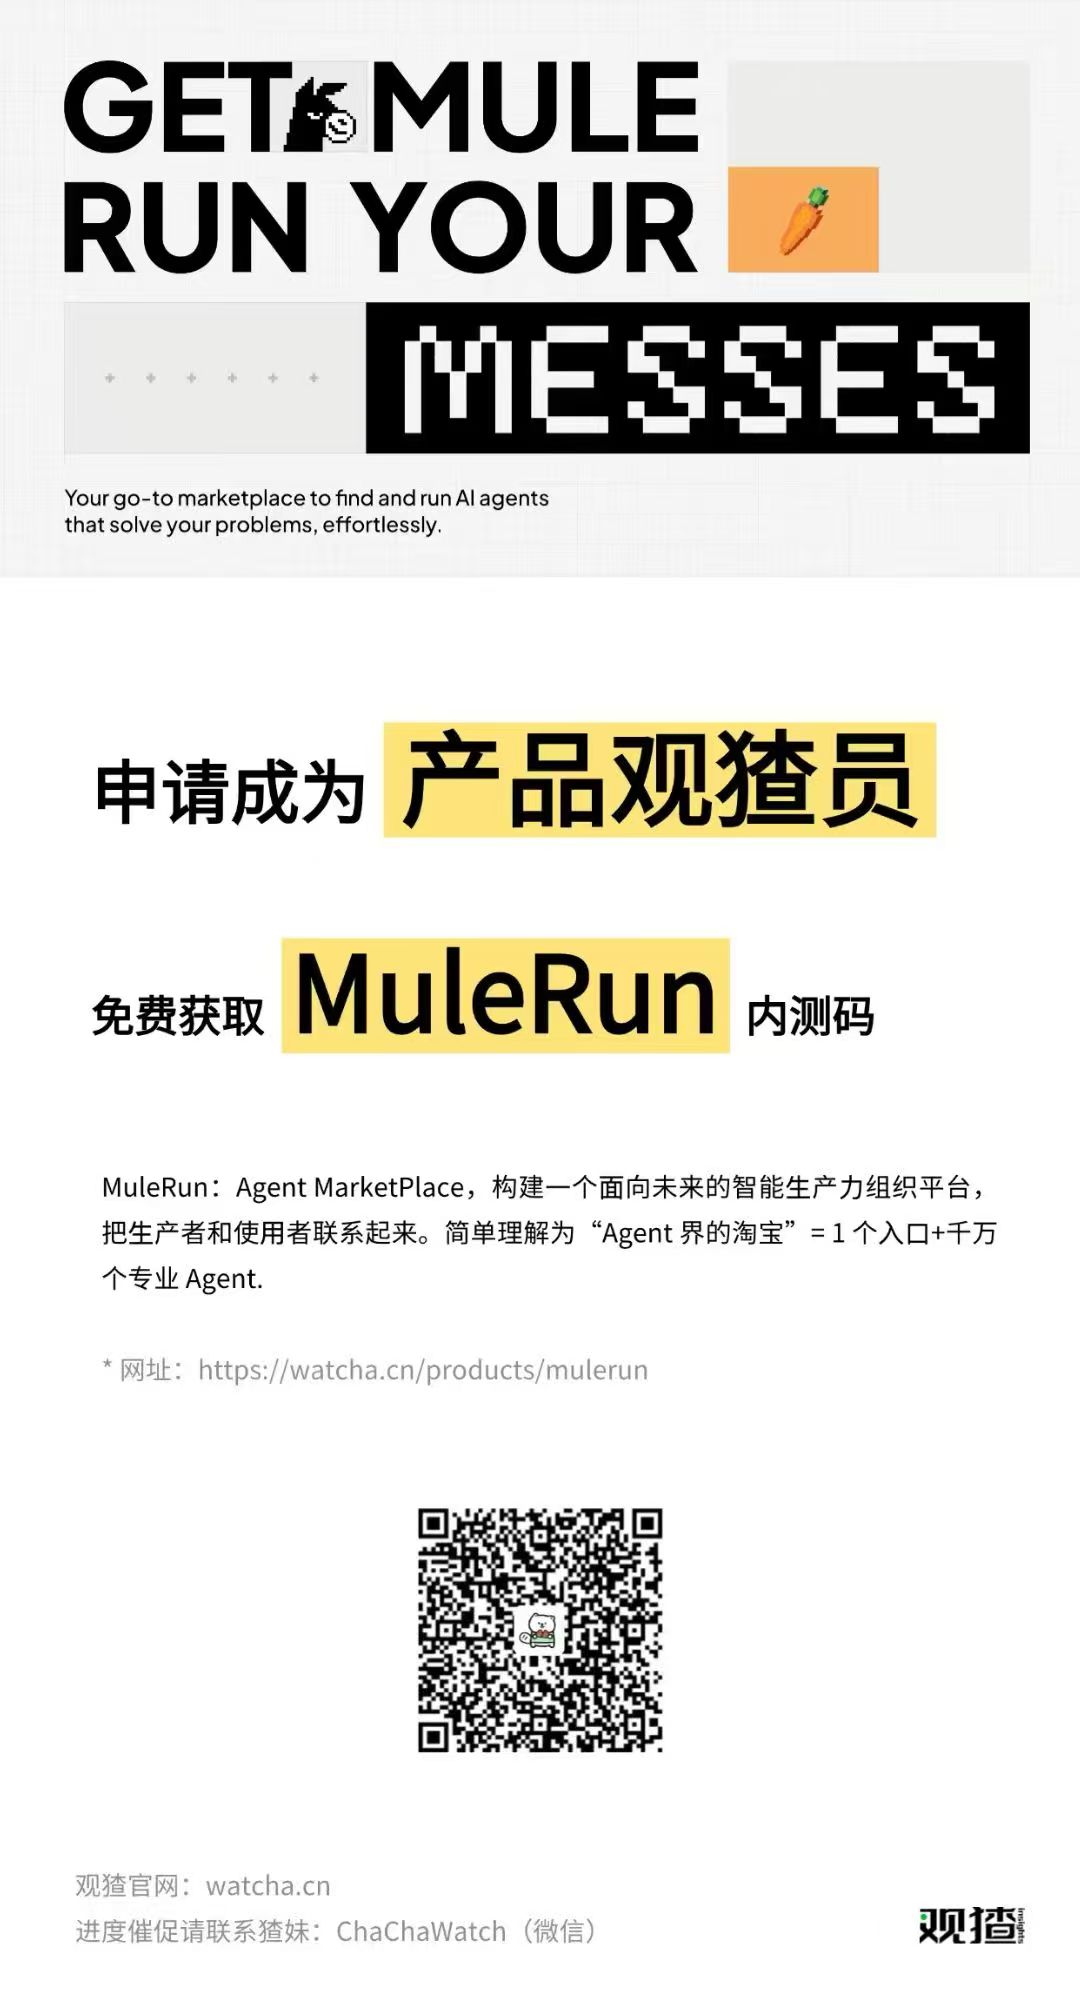 GET MULE
RUN YOUR
MESSES
Your go-to marketplace to find and run AI agents
that solve your problems, effortlessly.
申请成为 产品观猹员
免费获取 MuleRun 内测码
MuleRun：Agent MarketPlace，构建一个面向未来的智能生产力组织平台，
把生产者和使用者联系起来。简单理解为“Agent 界的淘宝”= 1 个入口+千万
个专业 Agent.
* 网址：https://watcha.cn/products/mulerun
观猹官网：watcha.cn
进度催促请联系猹妹：ChaChaWatch（微信）
观猹 insights